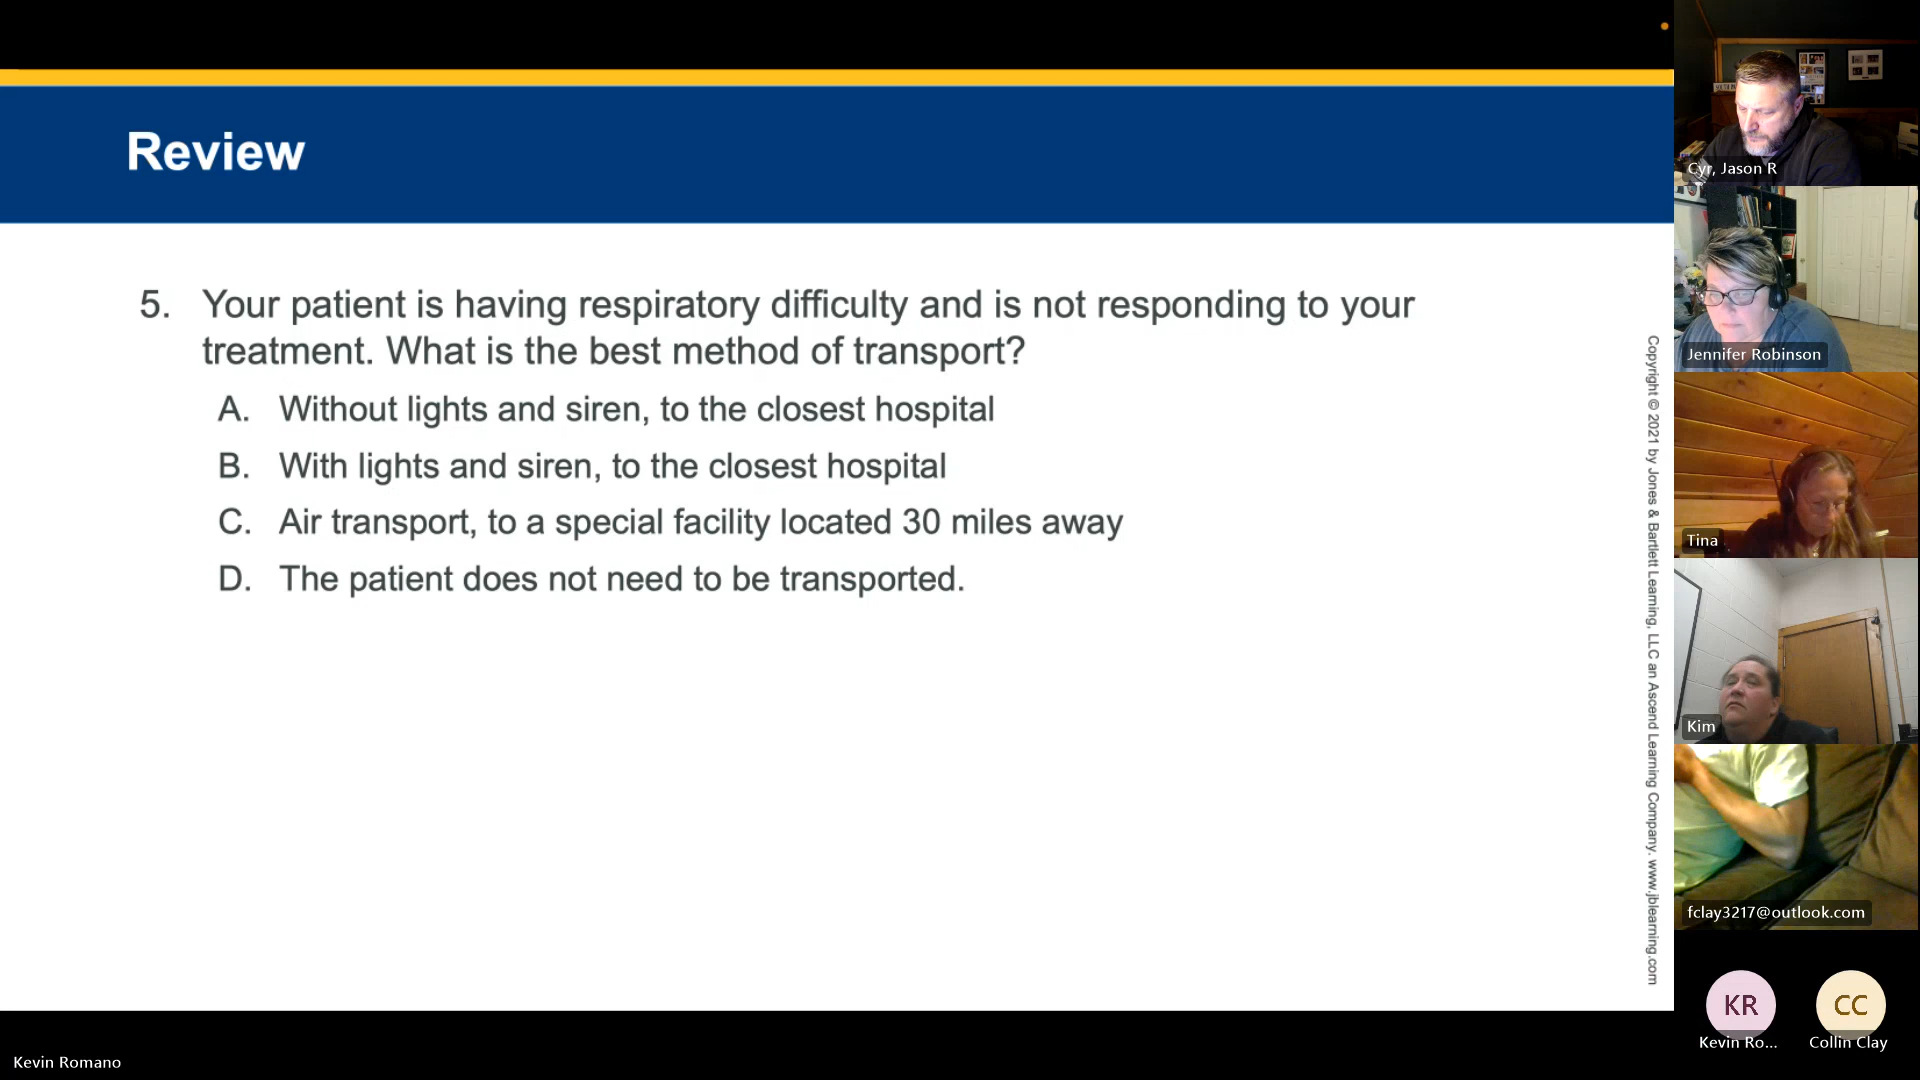 Review
5. Your patient is having respiratory difficulty and is not responding to your
treatment. What is the best method of transport?
A. Without lights and siren, to the closest hospital
B. With lights and siren, to the closest hospital
C. Air transport, to a special facility located 30 miles away
D. The patient does not need to be transported.
Copyright © 2021 by Jones & Bartlett Learning, LLC an Ascend Learning Company. www.jblearning.com
Cyr, Jason R
Jennifer Robinson
Tina
Kim
fclay3217@outlook.com
KR
CC
Kevin Ro...
Collin Clay
Kevin Romano